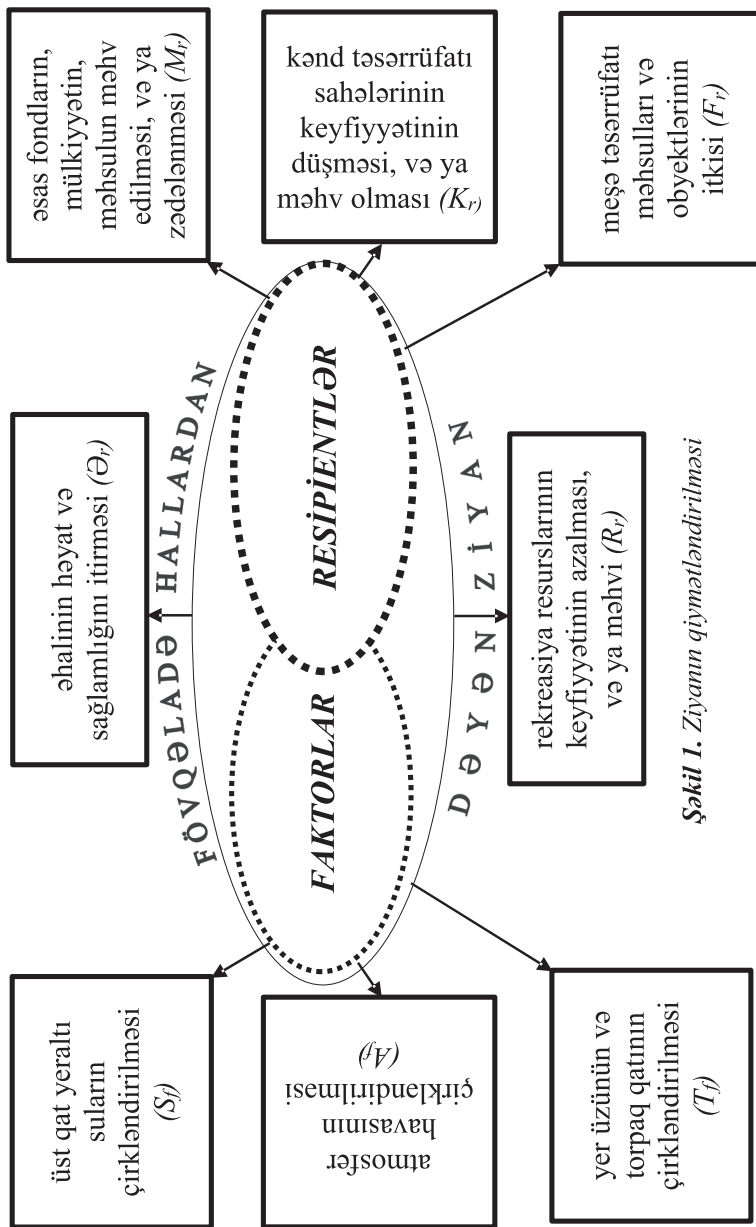 üst qat yeraltı
suların
çirkləndirilməsi
(Sf)
atmosfer
havasının
çirkləndirilməsi
(Af)
yer üzünün və
torpaq qatının
çirkləndirilməsi
(Tf)
FÖVQƏLADƏ HALLARDAN
DƏYƏN ZİYAN
FAKTORLAR
RESİPİENTLƏR
əhalinin həyat və
sağlamlığını itirməsi (Ər)
rekreasiya resurslarının
keyfiyyətinin azalması,
və ya məhvi (Rr)
əsas fondların,
mülkiyyətin,
məhsulun məhv
edilməsi, və ya
zədələnməsi (Mr)
kənd təsərrüfatı
sahələrinin
keyfiyyətinin
düşməsi, və ya
məhv olması (Kr)
meşə təsərrüfatı
məhsulları və
obyektlərinin
itkisi (Fr)
Şəkil 1. Ziyanın qiymətləndirilməsi